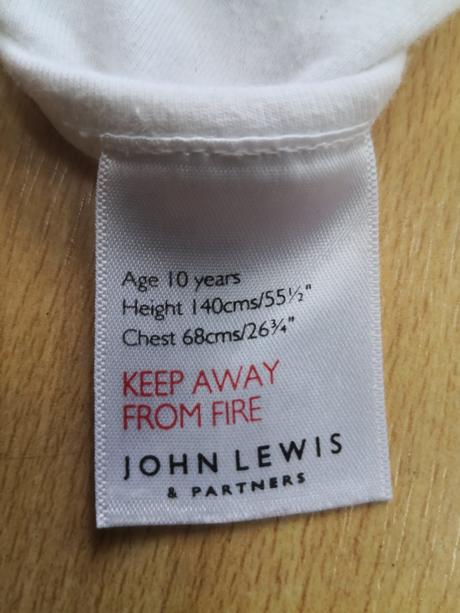 Age 10 years
Height 140cms/55½"
Chest 68cms/26¾"
KEEP AWAY
FROM FIRE
JOHN LEWIS
& PARTNERS